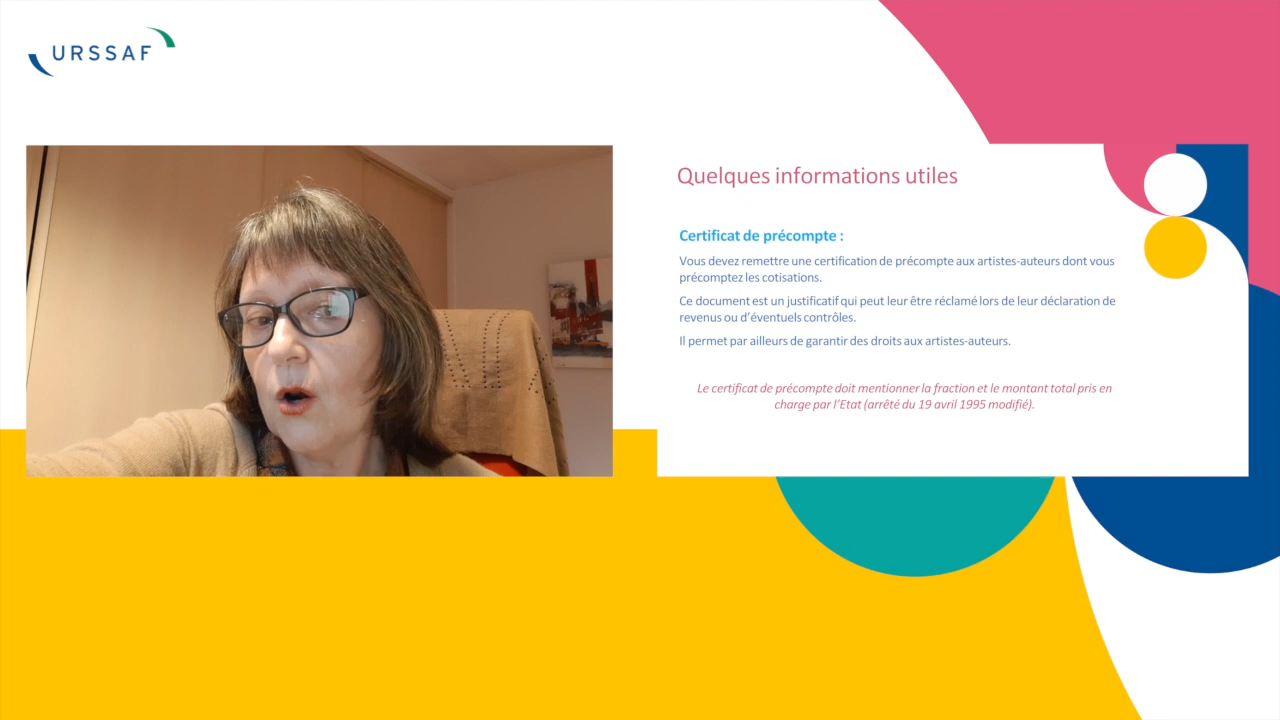 URSSAF
Quelques informations utiles
Certificat de précompte :
Vous devez remettre une certification de précompte aux artistes-auteurs dont vous
précomptez les cotisations.
Ce document est un justificatif qui peut leur être réclamé lors de leur déclaration de
revenus ou d’éventuels contrôles.
Il permet par ailleurs de garantir des droits aux artistes-auteurs.
Le certificat de précompte doit mentionner la fraction et le montant total pris en
charge par l’Etat (arrêté du 19 avril 1995 modifié).